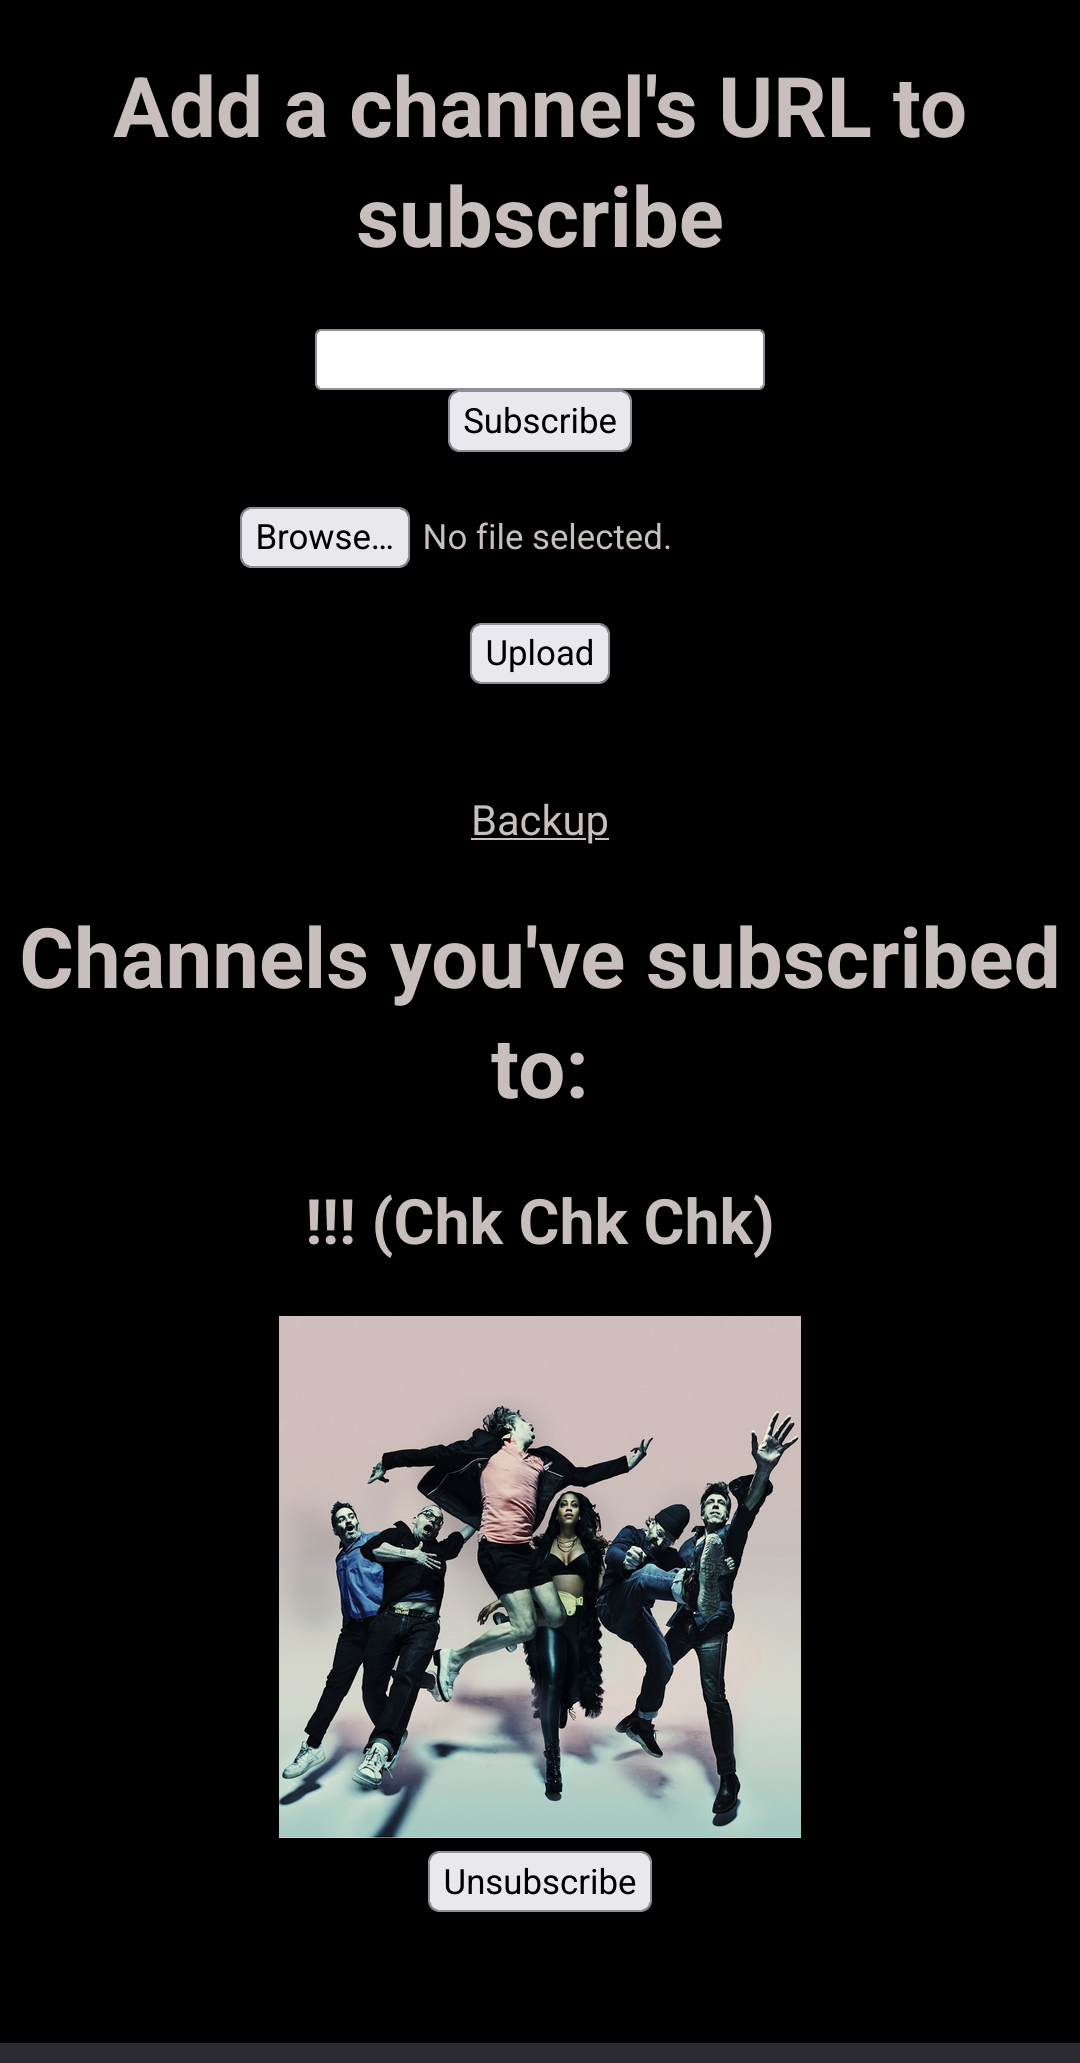 Add a channel's URL to
subscribe
Subscribe
Browse... No file selected.
Upload
Backup
Channels you've subscribed
to:
!!! (Chk Chk Chk)
Unsubscribe